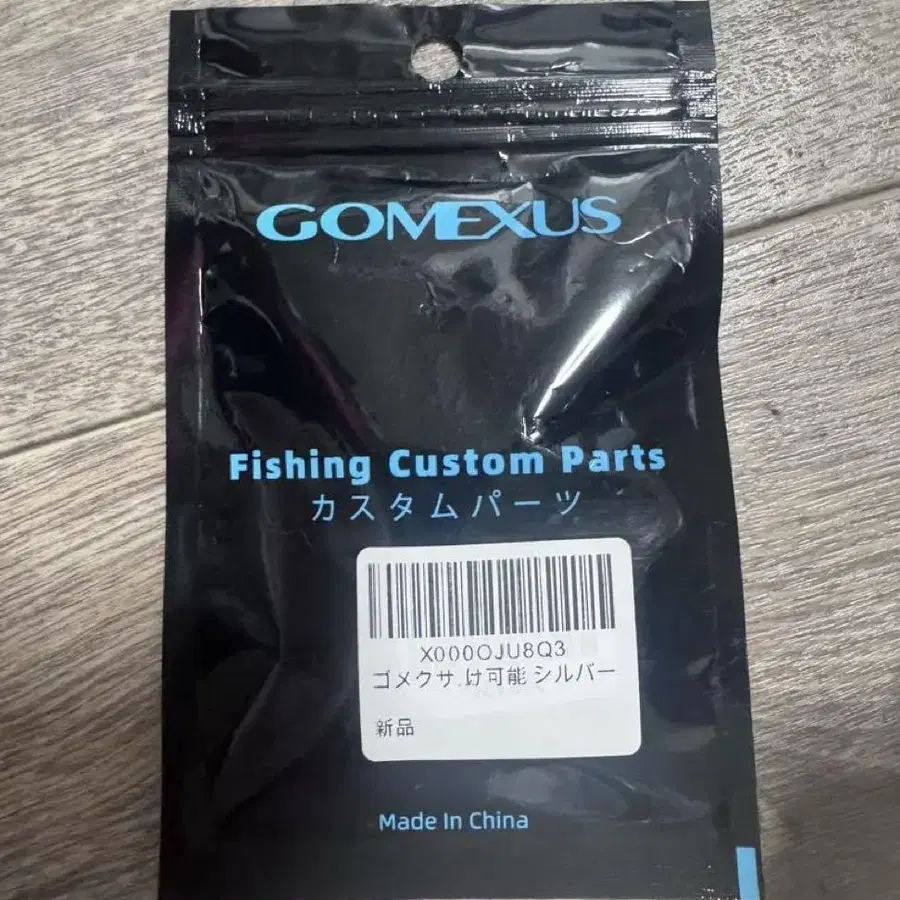 GOMEXUS
Fishing Custom Parts
カスタムパーツ
X000OJU8Q3
ゴメクサ.け可能 シルバー
新品
Made In China